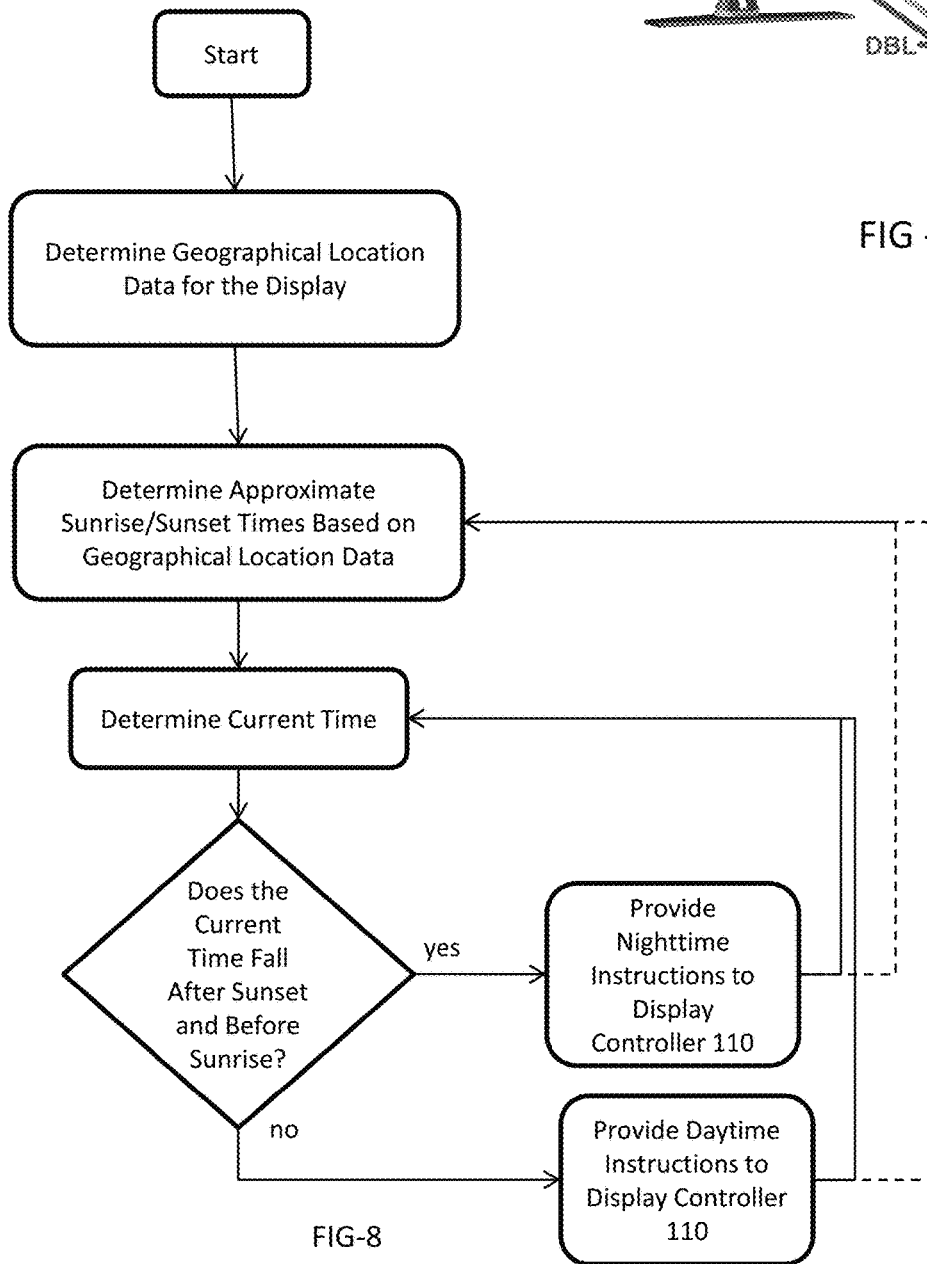 Start
DBL
FIG
Determine Geographical Location
Data for the Display
Determine Approximate
Sunrise/Sunset Times Based on
Geographical Location Data
Determine Current Time
Does the
Current
Time Fall
After Sunset
and Before
Sunrise?
yes
Provide
Nighttime
Instructions to
Display
Controller 110
no
Provide Daytime
Instructions to
Display Controller
110
FIG-8